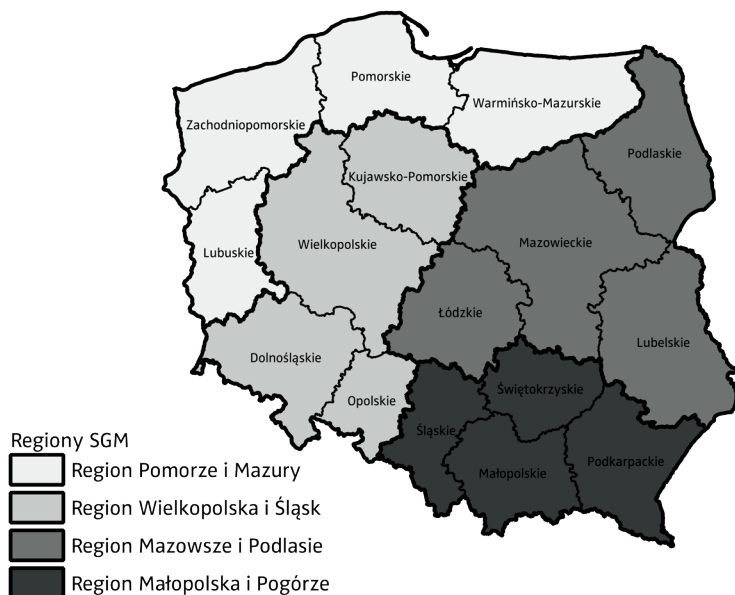 Pomorskie
Warmińsko-Mazurskie
Zachodniopomorskie
Podlaskie
Kujawsko-Pomorskie
Lubuskie
Wielkopolskie
Mazowieckie
Łódzkie
Lubelskie
Dolnośląskie
Opolskie
Świętokrzyskie
Śląskie
Małopolskie
Podkarpackie
Regiony SGM
Region Pomorze i Mazury
Region Wielkopolska i Śląsk
Region Mazowsze i Podlasie
Region Małopolska i Pogórze